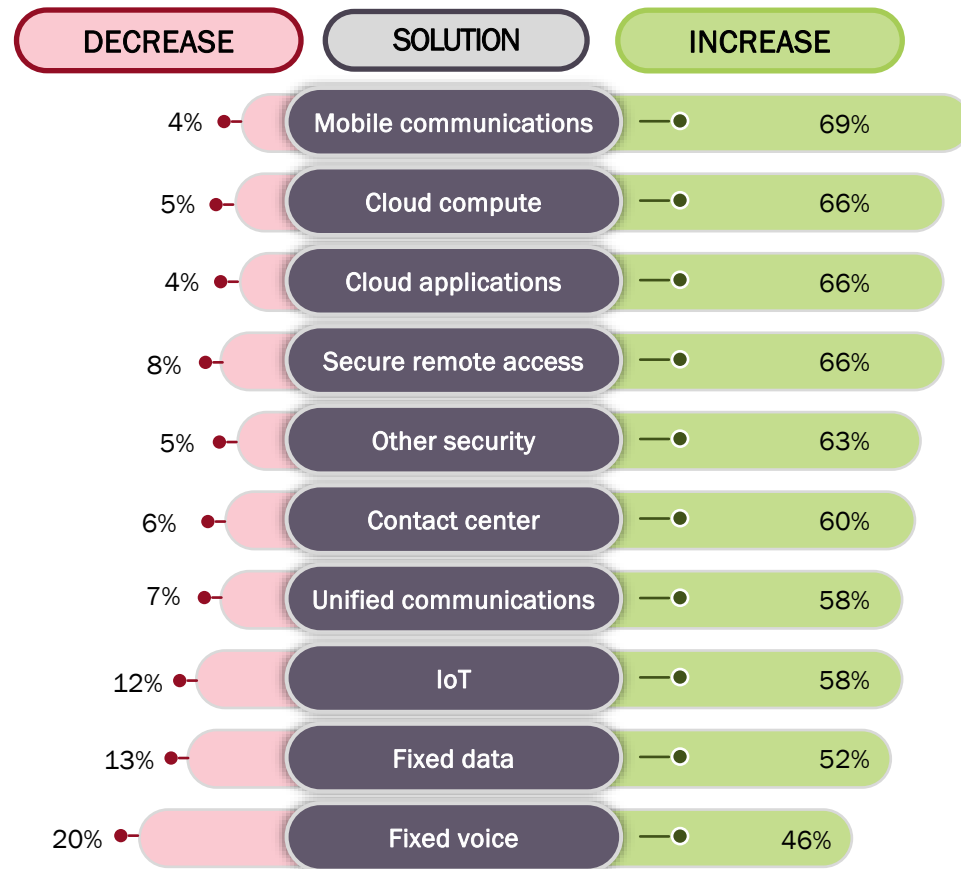 DECREASE SOLUTION INCREASE
4% Mobile communications 69%
5% Cloud compute 66%
4% Cloud applications 66%
8% Secure remote access 66%
5% Other security 63%
6% Contact center 60%
7% Unified communications 58%
12% IoT 58%
13% Fixed data 52%
20% Fixed voice 46%